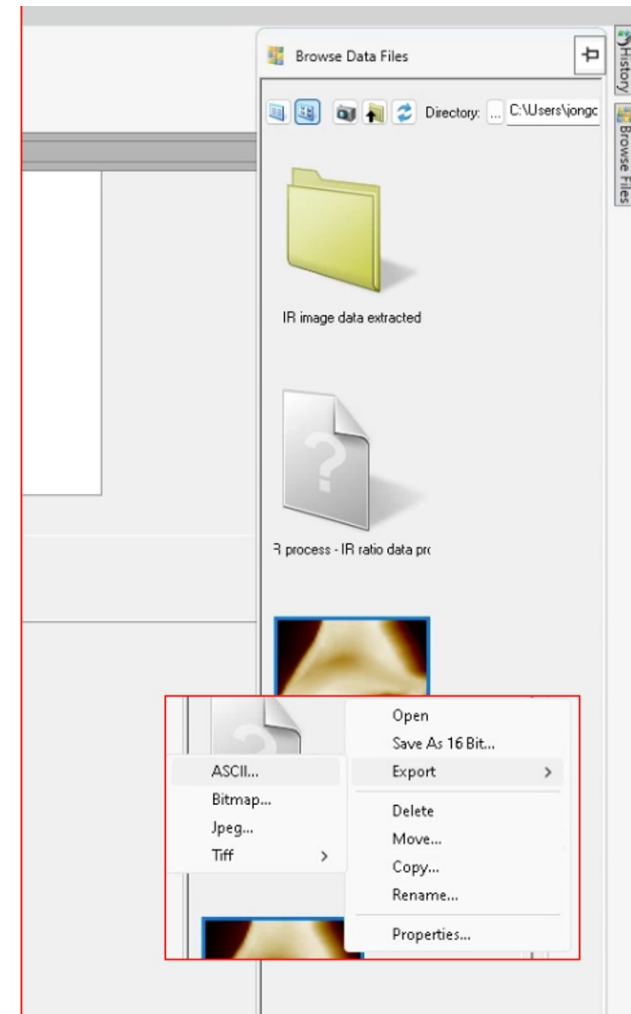 Browse Data Files
Directory: ... C:\Users\jongc
IR image data extracted
R process - IR ratio data prc
Open
Save As 16 Bit...
Export
Delete
Move...
Copy...
Rename...
Properties...
ASCII...
Bitmap...
Jpeg...
Tiff
History
Browse Files